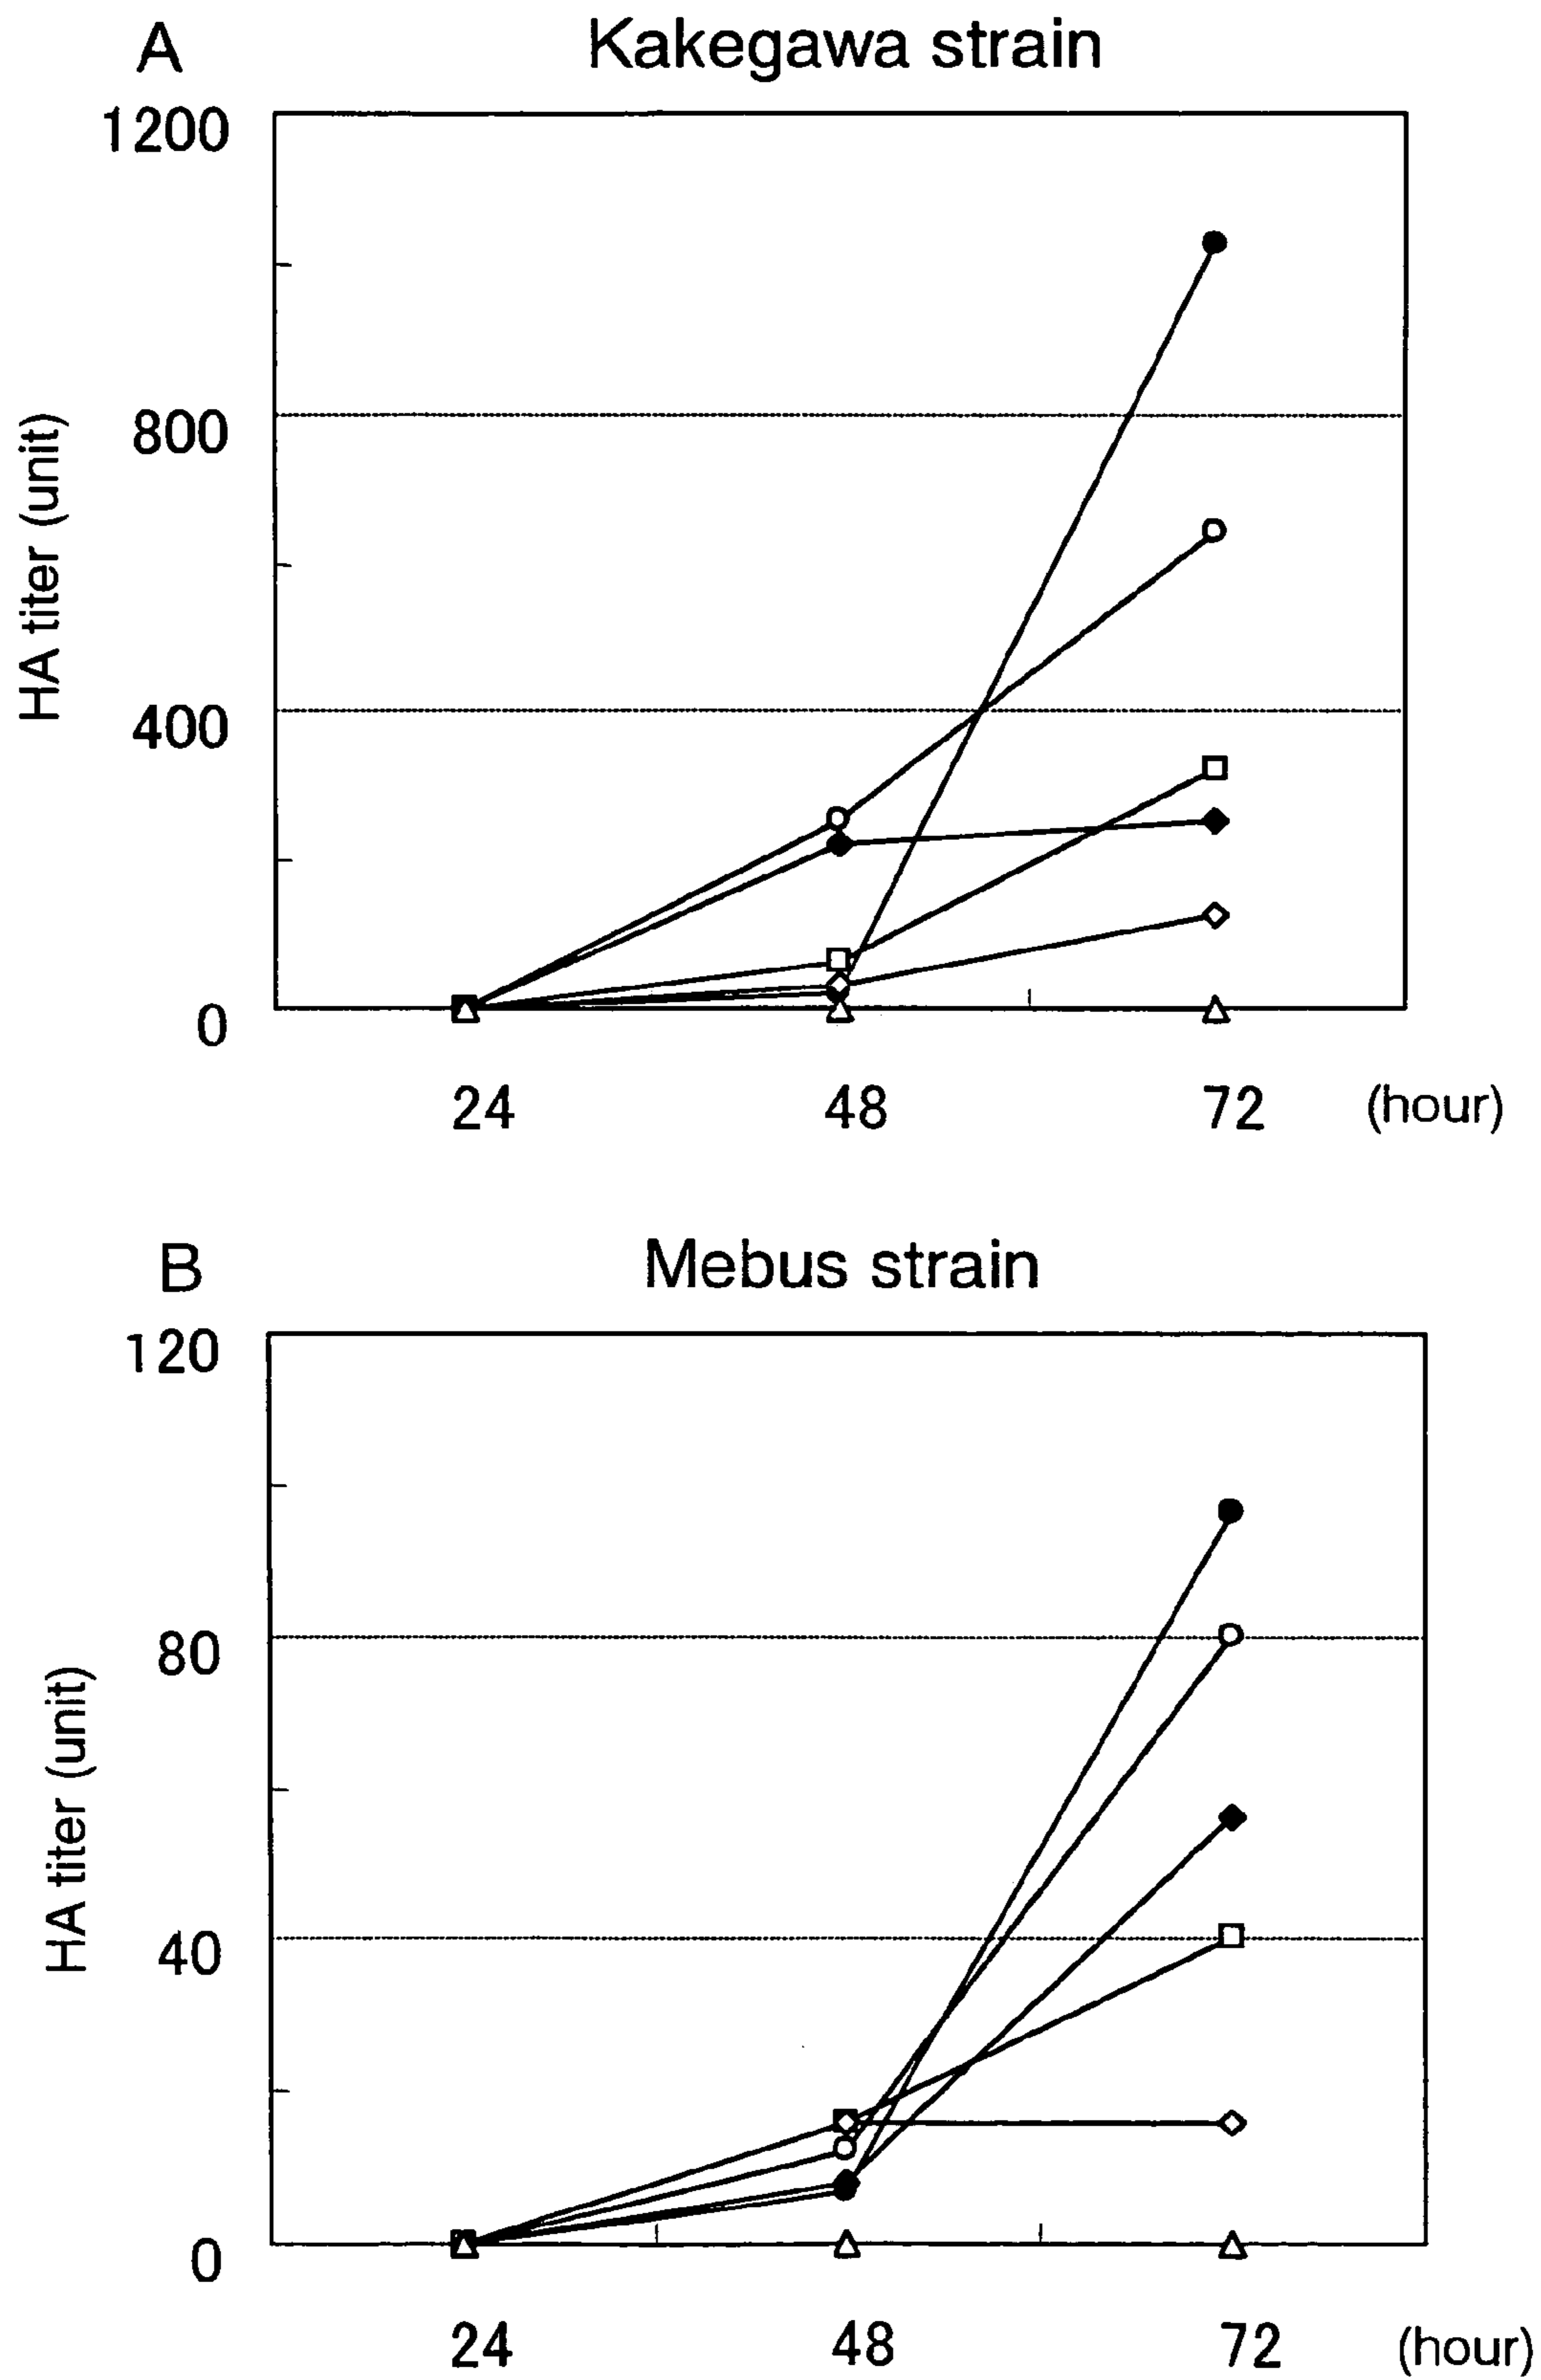 A Kakegawa strain
1200
800
400
0
HA titer (unit)
24 48 72 (hour)
B Mebus strain
120
80
40
0
HA titer (unit)
24 48 72 (hour)